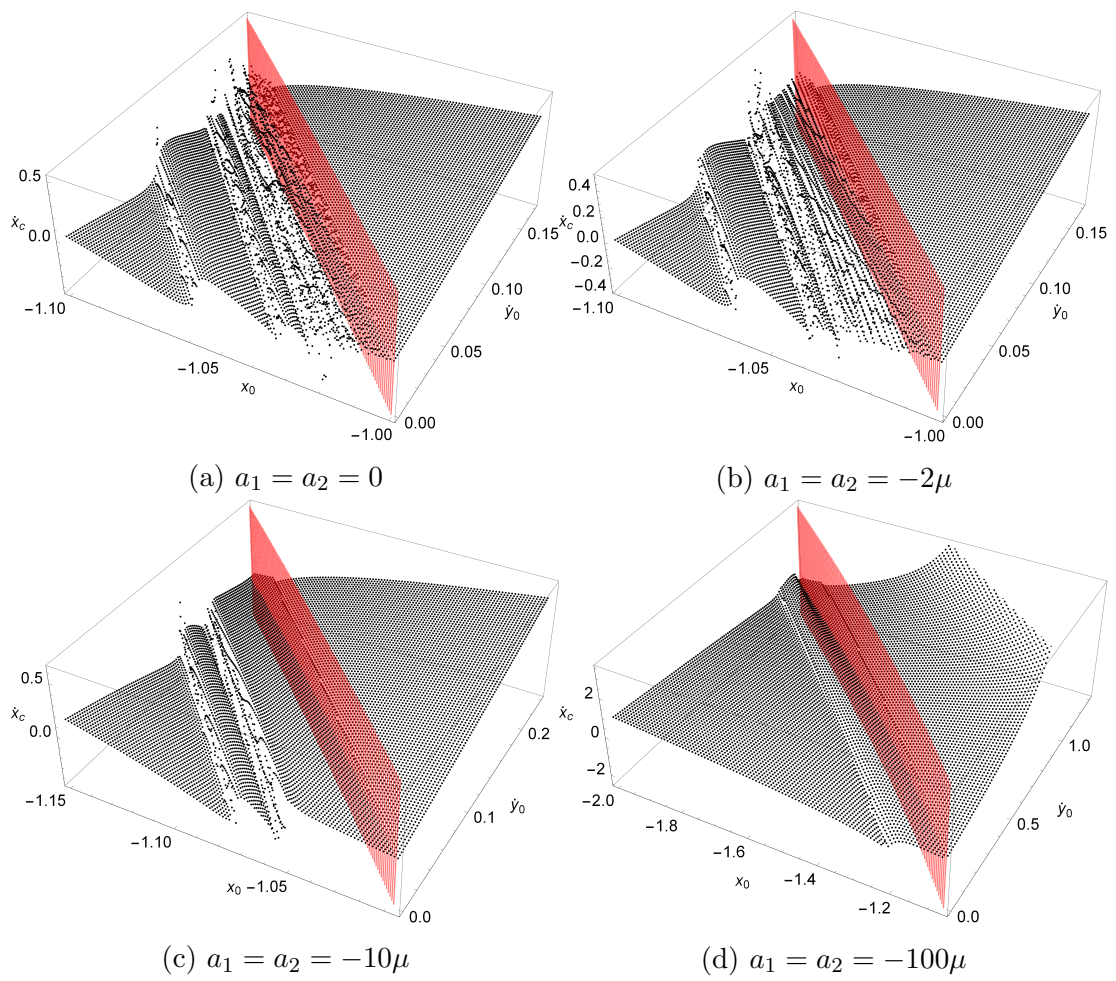 0.5
ẋc
0.0
−1.10
−1.05
x0
−1.00
0.00
0.05
0.10
ẏ0
0.15
(a) a1 = a2 = 0
0.4
0.2
ẋc
0.0
−0.2
−0.4
−1.10
−1.05
x0
−1.00
0.00
0.05
0.10
ẏ0
0.15
(b) a1 = a2 = −2μ
0.5
ẋc
0.0
−1.15
−1.10
x0 −1.05
0.0
0.1
ẏ0
0.2
(c) a1 = a2 = −10μ
2
ẋc
0
−2
−2.0
−1.8
−1.6
x0
−1.4
−1.2
0.0
0.5
ẏ0
1.0
(d) a1 = a2 = −100μ